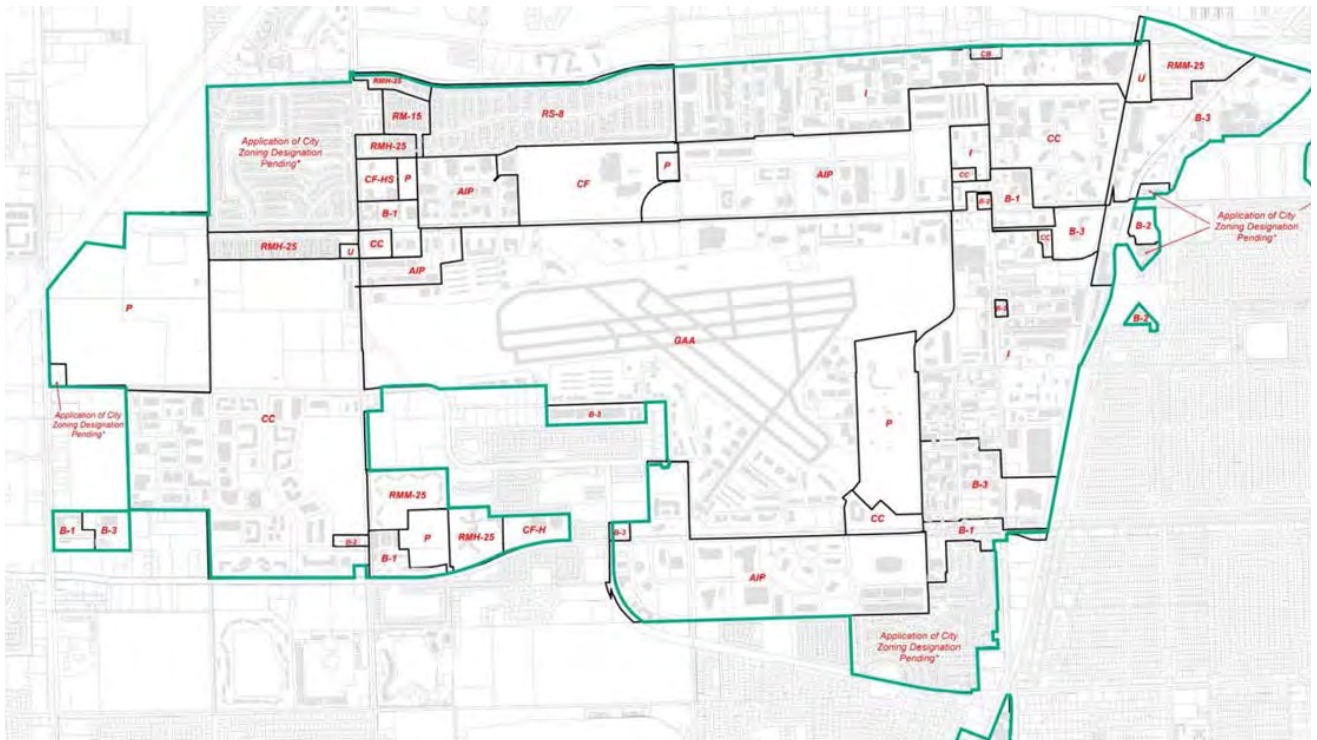 CB
RMM-25
RMH-25
U
I
RM-15
RS-8
B-3
Application of City
Zoning Designation
Pending*
RMH-25
CC
I
P
CF-HS
P
AIP
CF
AIP
CC
B-1
B-2
B-1
Application of City
Zoning Designation
Pending*
B-2
B-3
CC
CC
RMH-25
U
AIP
P
B-2
GAA
I
Application of City
Zoning Designation
Pending*
CC
B-3
P
RMM-25
B-3
CC
B-1
B-3
P
RMH-25
CF-H
B-1
B-1
AIP
Application of City
Zoning Designation
Pending*